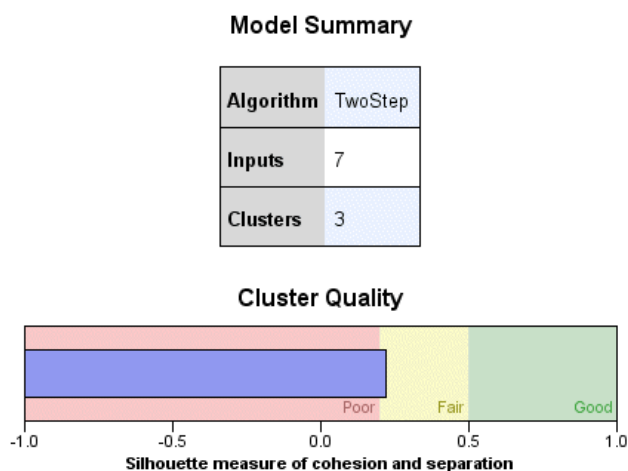 Model Summary
Algorithm TwoStep
Inputs 7
Clusters 3
Cluster Quality
Poor Fair Good
-1.0 -0.5 0.0 0.5 1.0
Silhouette measure of cohesion and separation